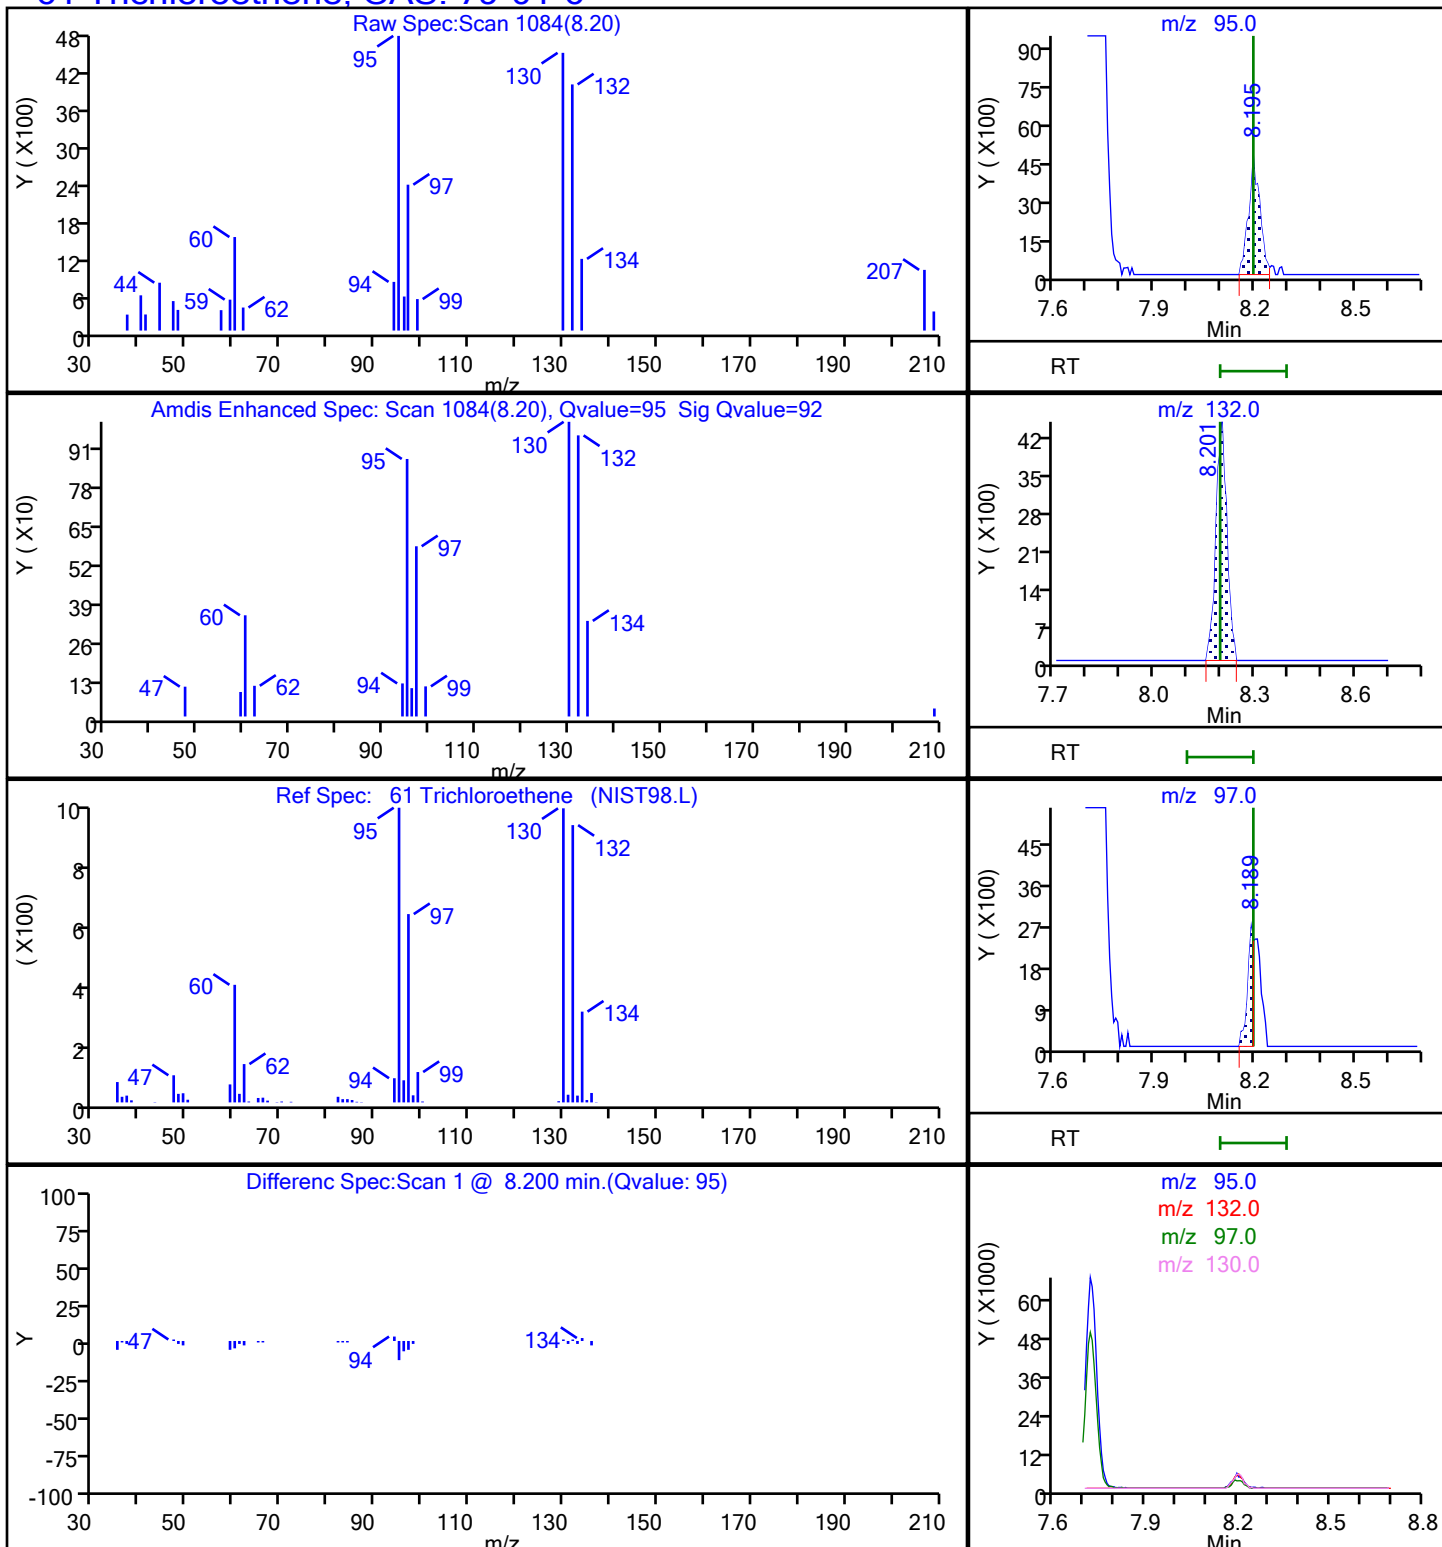 61 Trichloroethene, CAS: 79-01-6
Raw Spec:Scan 1084(8.20)
Y ( X100)
48
42
36
30
24
18
12
6
0
95
130
132
97
60
134
44
59
62
94
99
207
30 50 70 90 110 130 150 170 190 210
m/z
m/z 95.0
Y ( X100)
90
75
60
45
30
15
0
8.195
7.6 7.9 8.2 8.5
Min
RT
Amdis Enhanced Spec: Scan 1084(8.20), Qvalue=95 Sig Qvalue=92
Y ( X10)
91
78
65
52
39
26
13
0
130
132
95
97
60
134
47
62
94
99
30 50 70 90 110 130 150 170 190 210
m/z
m/z 132.0
Y ( X100)
42
35
28
21
14
7
0
8.201
7.7 8.0 8.3 8.6
Min
RT
Ref Spec: 61 Trichloroethene (NIST98.L)
( X100)
10
8
6
4
2
0
95
130
132
97
60
134
47
62
94
99
30 50 70 90 110 130 150 170 190 210
m/z
m/z 97.0
Y ( X100)
45
36
27
18
9
0
8.189
7.6 7.9 8.2 8.5
Min
RT
Differenc Spec:Scan 1 @ 8.200 min.(Qvalue: 95)
Y
100
75
50
25
0
-25
-50
-75
-100
47
94
134
30 50 70 90 110 130 150 170 190 210
m/z
m/z 95.0
m/z 132.0
m/z 97.0
m/z 130.0
Y ( X1000)
60
48
36
24
12
0
7.6 7.9 8.2 8.5 8.8
Min